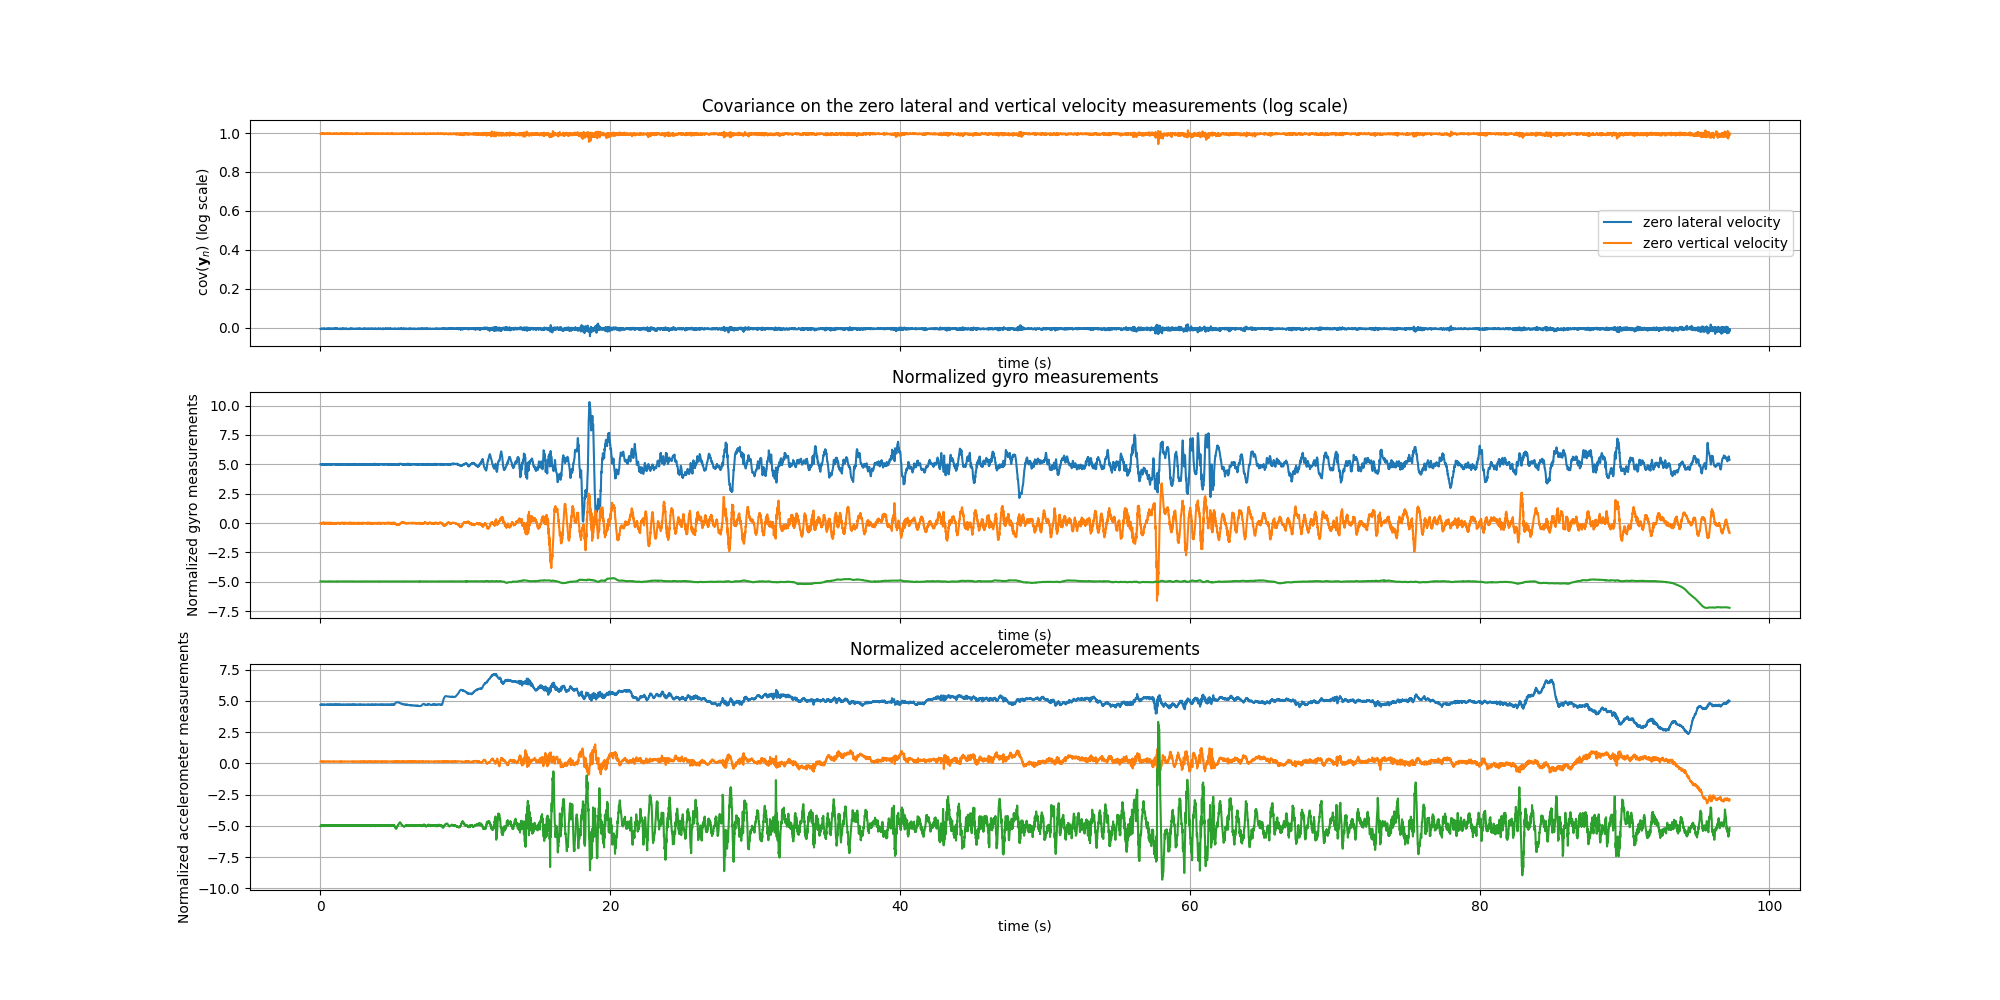 Covariance on the zero lateral and vertical velocity measurements (log scale)
cov(𝐲ₙ) (log scale)
1.0
0.8
0.6
0.4
0.2
0.0
zero lateral velocity
zero vertical velocity
time (s)
Normalized gyro measurements
Normalized gyro measurements
10.0
7.5
5.0
2.5
0.0
−2.5
−5.0
−7.5
time (s)
Normalized accelerometer measurements
Normalized accelerometer measurements
7.5
5.0
2.5
0.0
−2.5
−5.0
−7.5
−10.0
0 20 40 60 80 100
time (s)